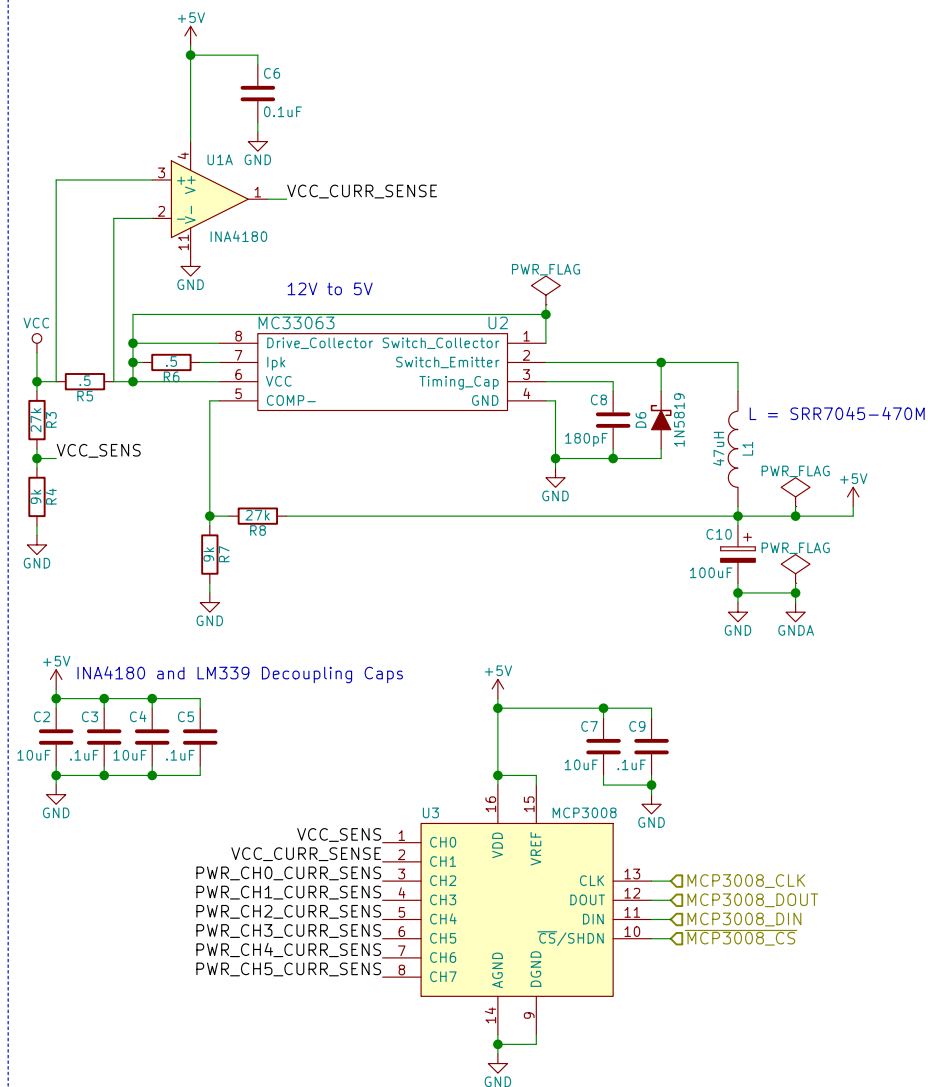 +5V
C6
0.1uF
GND
U1A
4
3
++
V+
1
VCC_CURR_SENSE
2
-
V-
INA4180
11
GND
PWR_FLAG
12V to 5V
VCC
MC33063
U2
8
Drive_Collector
Switch_Collector
1
.5
R6
7
Ipk
Switch_Emitter
2
.5
R5
6
VCC
Timing_Cap
3
5
COMP-
GND
4
27k
R3
C8
180pF
D6
1N5819
47uH
L1
L = SRR7045-470M
VCC_SENS
9k
R4
GND
GND
PWR_FLAG
+5V
27k
R8
9k
R7
GND
C10
+
100uF
PWR_FLAG
GND
GNDA
+5V
INA4180 and LM339 Decoupling Caps
C2
C3
C4
C5
10uF
.1uF
10uF
.1uF
GND
+5V
C7
C9
10uF
.1uF
GND
U3
16
15
MCP3008
VDD
VREF
VCC_SENS 1 CH0
VCC_CURR_SENSE 2 CH1
PWR_CH0_CURR_SENS 3 CH2
PWR_CH1_CURR_SENS 4 CH3
PWR_CH2_CURR_SENS 5 CH4
PWR_CH3_CURR_SENS 6 CH5
PWR_CH4_CURR_SENS 7 CH6
PWR_CH5_CURR_SENS 8 CH7
CLK 13 MCP3008_CLK
DOUT 12 MCP3008_DOUT
DIN 11 MCP3008_DIN
CS/SHDN 10 MCP3008_CS
AGND
DGND
14
9
GND